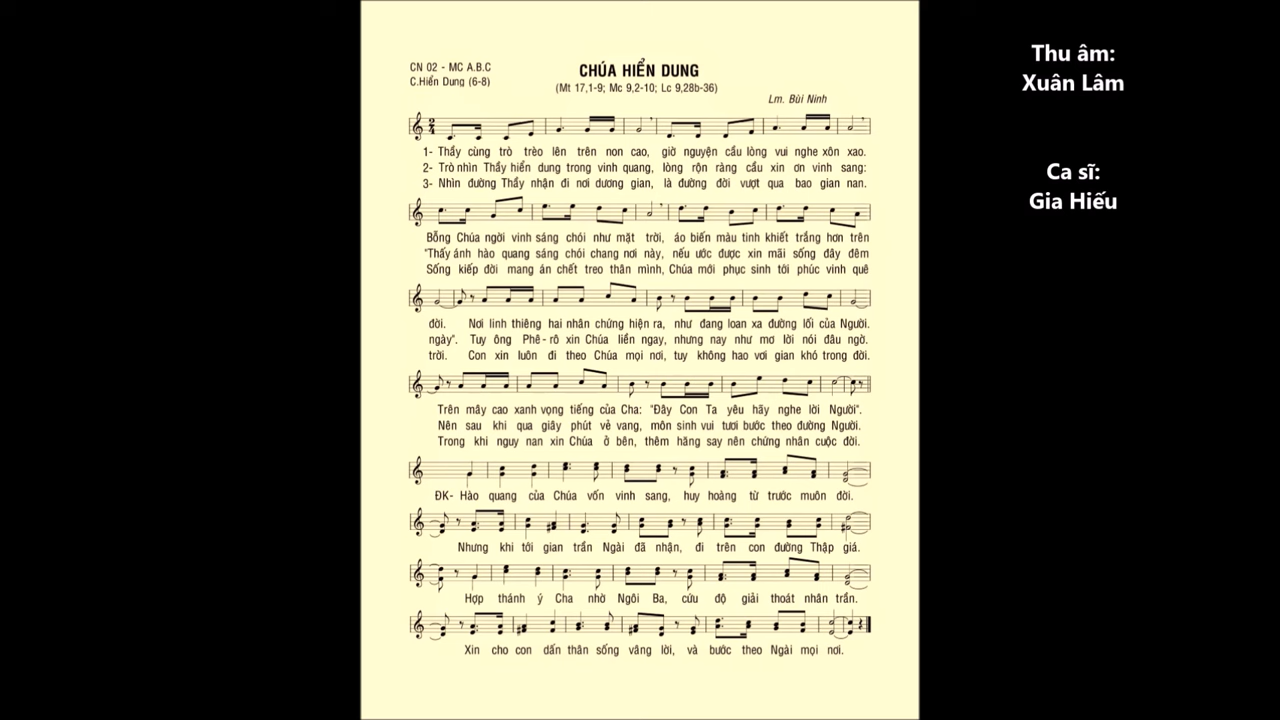 CN 02 - MC A.B.C
C.Hiển Dung (6-8)
CHÚA HIỂN DUNG
(Mt 17,1-9; Mc 9,2-10; Lc 9,28b-36)
Lm. Bùi Ninh
Thu âm:
Xuân Lâm
Ca sĩ:
Gia Hiếu
1- Thầy cùng trò trèo lên trên non cao, giờ nguyện cầu lòng vui nghe xôn xao.
2- Trò nhìn Thầy hiển dung trong vinh quang, lòng rộn ràng cầu xin ơn vinh sang:
3- Nhìn đường Thầy nhận đi nơi dương gian, là đường đời vượt qua bao gian nan.
Bỗng Chúa ngời vinh sáng chói như mặt trời, áo biến màu tinh khiết trắng hơn trên
"Thấy ánh hào quang sáng chói chang nơi này, nếu ước được xin mãi sống đây đêm
Sống kiếp đời mang án chết treo thân mình, Chúa mới phục sinh tới phúc vinh quê
đời. Nơi linh thiêng hai nhân chứng hiện ra, như đang loan xa đường lối của Người.
ngày". Tuy ông Phê-rô xin Chúa liền ngay, nhưng nay như mơ lời nói đâu ngờ.
trời. Con xin luôn đi theo Chúa mọi nơi, tuy không hao vơi gian khó trong đời.
Trên mây cao xanh vọng tiếng của Cha: "Đây Con Ta yêu hãy nghe lời Người".
Nên sau khi qua giây phút vẻ vang, môn sinh vui tươi bước theo đường Người.
Trong khi nguy nan xin Chúa ở bên, thêm hăng say nên chứng nhân cuộc đời.
ĐK- Hào quang của Chúa vốn vinh sang, huy hoàng từ trước muôn đời.
Nhưng khi tới gian trần Ngài đã nhận, đi trên con đường Thập giá.
Hợp thánh ý Cha nhờ Ngôi Ba, cứu độ giải thoát nhân trần.
Xin cho con dấn thân sống vâng lời, và bước theo Ngài mọi nơi.